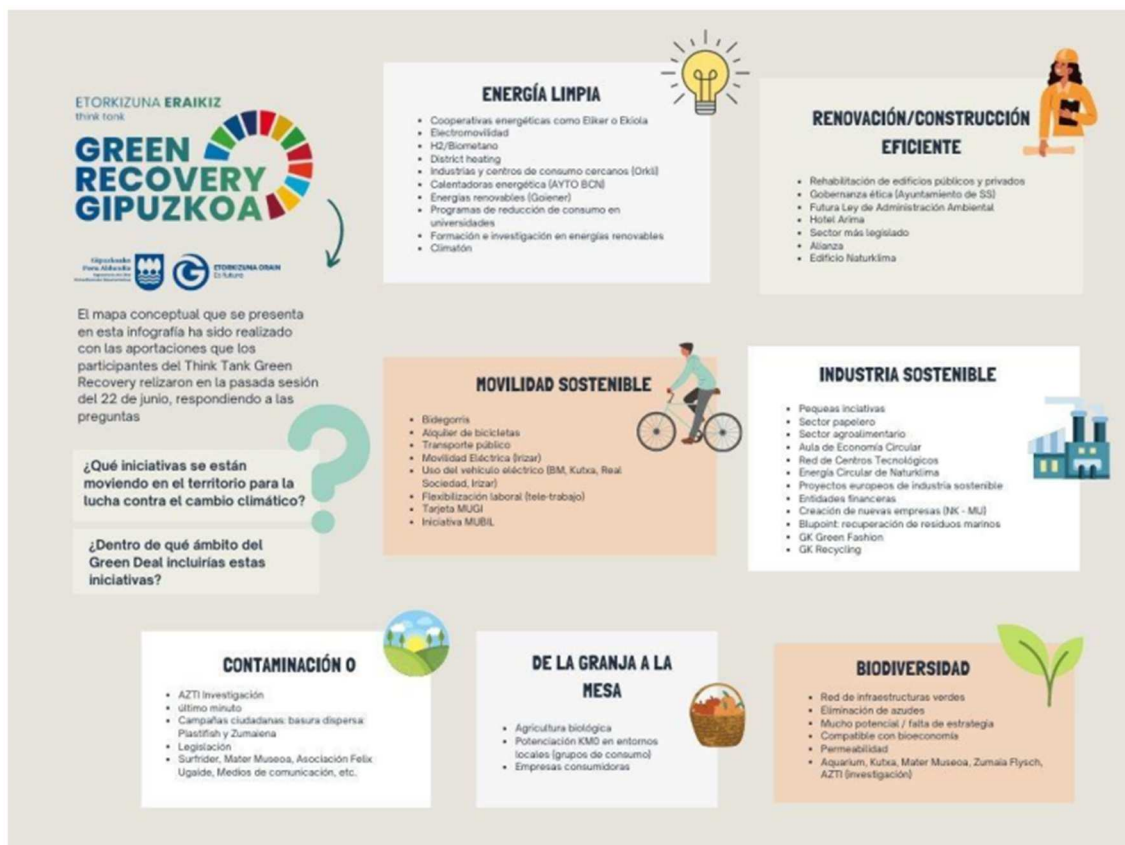 ETORKIZUNA ERAIKIZ
think tank
GREEN
RECOVERY
GIPUZKOA
Gipuzkoako
Foru Aldundia
ETORKIZUNA ORAIN
Es futuro
El mapa conceptual que se presenta
en esta infografía ha sido realizado
con las aportaciones que los
participantes del Think Tank Green
Recovery relizaron en la pasada sesión
del 22 de junio, respondiendo a las
preguntas
¿Qué iniciativas se están
moviendo en el territorio para la
lucha contra el cambio climático?
¿Dentro de qué ámbito del
Green Deal incluirías estas
iniciativas?
ENERGÍA LIMPIA
Cooperativas energéticas como Eliker o Ekiola
Electromovilidad
H2/Biometano
District heating
Industrias y centros de consumo cercanos (Orkli)
Calentadoras energética (AYTO BCN)
Energías renovables (Goiener)
Programas de reducción de consumo en
universidades
Formación e investigación en energías renovables
Climatón
RENOVACIÓN/CONSTRUCCIÓN
EFICIENTE
Rehabilitación de edificios públicos y privados
Gobernanza ética (Ayuntamiento de SS)
Futura Ley de Administración Ambiental
Hotel Arima
Sector más legislado
Alianza
Edificio Naturklima
MOVILIDAD SOSTENIBLE
Bidegorris
Alquiler de bicicletas
Transporte público
Movilidad Eléctrica (Irizar)
Uso del vehículo eléctrico (BM, Kutxa, Real
Sociedad, Irizar)
Flexibilización laboral (tele-trabajo)
Tarjeta MUGI
Iniciativa MUBIL
INDUSTRIA SOSTENIBLE
Pequeas inciativas
Sector papelero
Sector agroalimentario
Aula de Economía Circular
Red de Centros Tecnológicos
Energía Circular de Naturklima
Proyectos europeos de industria sostenible
Entidades financeras
Creación de nuevas empresas (NK - MU)
Blupoint: recuperación de residuos marinos
GK Green Fashion
GK Recycling
CONTAMINACIÓN 0
AZTI Investigación
último minuto
Campañas ciudadanas: basura dispersa:
Plastifish y Zumaiena
Legislación
Surfrider, Mater Museoa, Asociación Felix
Ugalde, Medios de comunicación, etc.
DE LA GRANJA A LA
MESA
Agricultura biológica
Potenciación KM0 en entornos
locales (grupos de consumo)
Empresas consumidoras
BIODIVERSIDAD
Red de infraestructuras verdes
Eliminación de azudes
Mucho potencial / falta de estrategia
Compatible con bioeconomía
Permeabilidad
Aquarium, Kutxa, Mater Museoa, Zumaia Flysch,
AZTI (investigación)